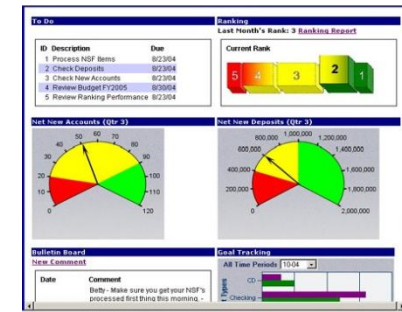 To Do
ID Description Due
1 Process NSF Items 8/23/04
2 Check Deposits 8/23/04
3 Check New Accounts 8/23/04
4 Review Budget FY2005 8/30/04
5 Review Ranking Performance 8/23/04
Ranking
Last Month's Rank: 3 Ranking Report
Current Rank
5 4 3 2 1
Net New Accounts (Qtr 3)
10
20
40
50
60
70
80
90
100
110
0
120
Net New Deposits (Qtr 3)
200,000
400,000
600,000
800,000
1,000,000
1,200,000
1,400,000
1,600,000
1,800,000
0
2,000,000
Bulletin Board
New Comment
Date Comment
Betty - Make sure you get your NSF's
processed first thing this morning. -
Goal Tracking
All Time Periods 10-04
CD
Checking
Types